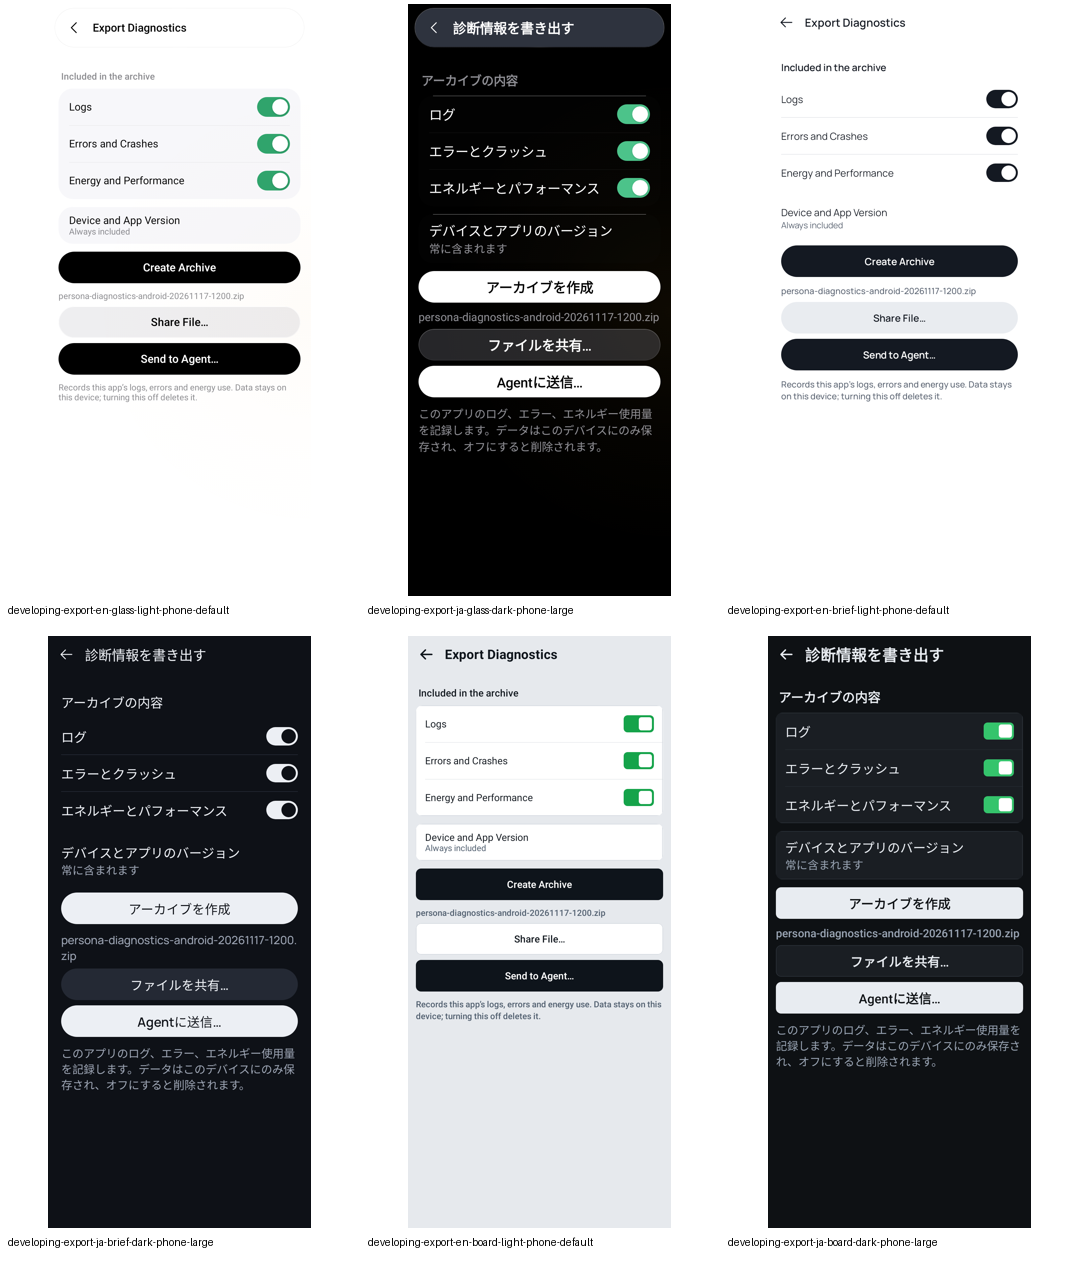 Export Diagnostics
Included in the archive
Logs
Errors and Crashes
Energy and Performance
Device and App Version
Always included
Create Archive
persona-diagnostics-android-20261117-1200.zip
Share File...
Send to Agent...
Records this app's logs, errors and energy use. Data stays on
this device; turning this off deletes it.
developing-export-en-glass-light-phone-default
診断情報を書き出す
アーカイブの内容
ログ
エラーとクラッシュ
エネルギーとパフォーマンス
デバイスとアプリのバージョン
常に含まれます
アーカイブを作成
persona-diagnostics-android-20261117-1200.zip
ファイルを共有...
Agentに送信...
このアプリのログ、エラー、エネルギー使用量
を記録します。データはこのデバイスにのみ保
存され、オフにすると削除されます。
developing-export-ja-glass-dark-phone-large
Export Diagnostics
Included in the archive
Logs
Errors and Crashes
Energy and Performance
Device and App Version
Always included
Create Archive
persona-diagnostics-android-20261117-1200.zip
Share File...
Send to Agent...
Records this app's logs, errors and energy use. Data stays
on this device; turning this off deletes it.
developing-export-en-brief-light-phone-default
診断情報を書き出す
アーカイブの内容
ログ
エラーとクラッシュ
エネルギーとパフォーマンス
デバイスとアプリのバージョン
常に含まれます
アーカイブを作成
persona-diagnostics-android-20261117-1200.
zip
ファイルを共有...
Agentに送信...
このアプリのログ、エラー、エネルギー使用量
を記録します。データはこのデバイスにのみ保
存され、オフにすると削除されます。
developing-export-ja-brief-dark-phone-large
Export Diagnostics
Included in the archive
Logs
Errors and Crashes
Energy and Performance
Device and App Version
Always included
Create Archive
persona-diagnostics-android-20261117-1200.zip
Share File...
Send to Agent...
Records this app's logs, errors and energy use. Data stays on this
device; turning this off deletes it.
developing-export-en-board-light-phone-default
診断情報を書き出す
アーカイブの内容
ログ
エラーとクラッシュ
エネルギーとパフォーマンス
デバイスとアプリのバージョン
常に含まれます
アーカイブを作成
persona-diagnostics-android-20261117-1200.zip
ファイルを共有...
Agentに送信...
このアプリのログ、エラー、エネルギー使用量を
記録します。データはこのデバイスにのみ保存さ
れ、オフにすると削除されます。
developing-export-ja-board-dark-phone-large